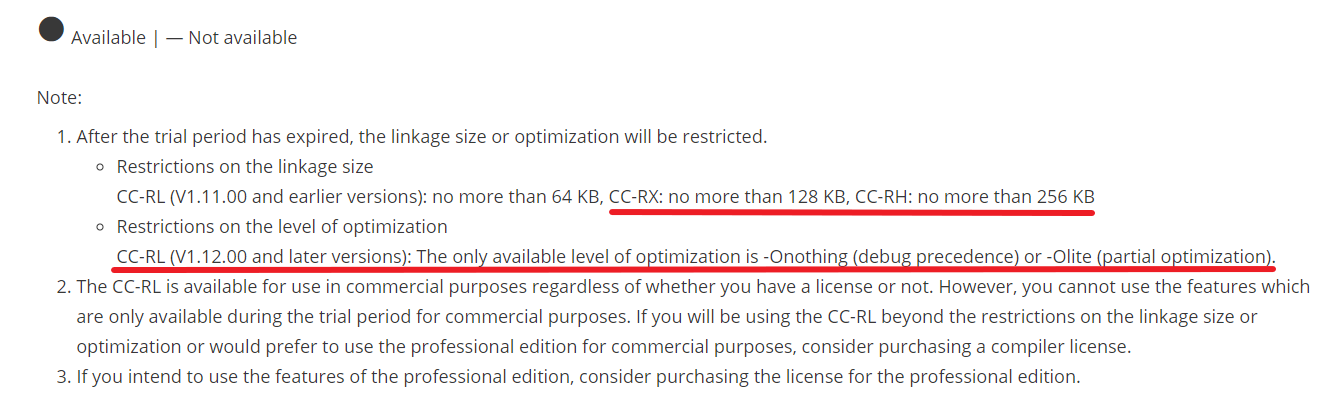 ● Available | — Not available
Note:
1. After the trial period has expired, the linkage size or optimization will be restricted.
○ Restrictions on the linkage size
CC-RL (V1.11.00 and earlier versions): no more than 64 KB, CC-RX: no more than 128 KB, CC-RH: no more than 256 KB
○ Restrictions on the level of optimization
CC-RL (V1.12.00 and later versions): The only available level of optimization is -Onothing (debug precedence) or -Olite (partial optimization).
2. The CC-RL is available for use in commercial purposes regardless of whether you have a license or not. However, you cannot use the features which
are only available during the trial period for commercial purposes. If you will be using the CC-RL beyond the restrictions on the linkage size or
optimization or would prefer to use the professional edition for commercial purposes, consider purchasing a compiler license.
3. If you intend to use the features of the professional edition, consider purchasing the license for the professional edition.